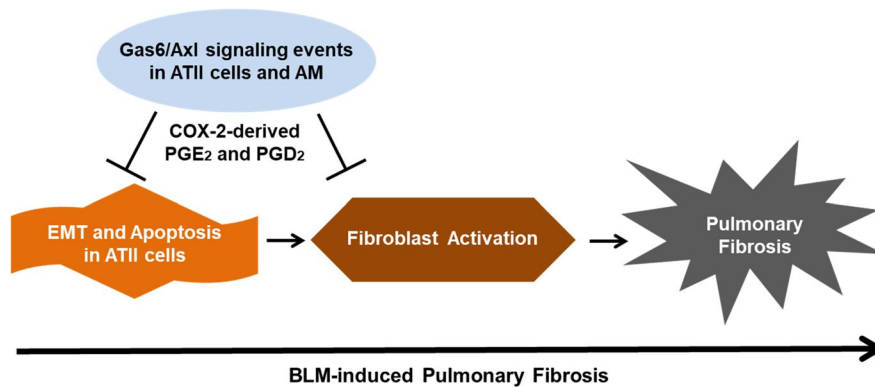 Gas6/Axl signaling events
in ATII cells and AM
COX-2-derived
PGE₂ and PGD₂
EMT and Apoptosis
in ATII cells
Fibroblast Activation
Pulmonary
Fibrosis
BLM-induced Pulmonary Fibrosis